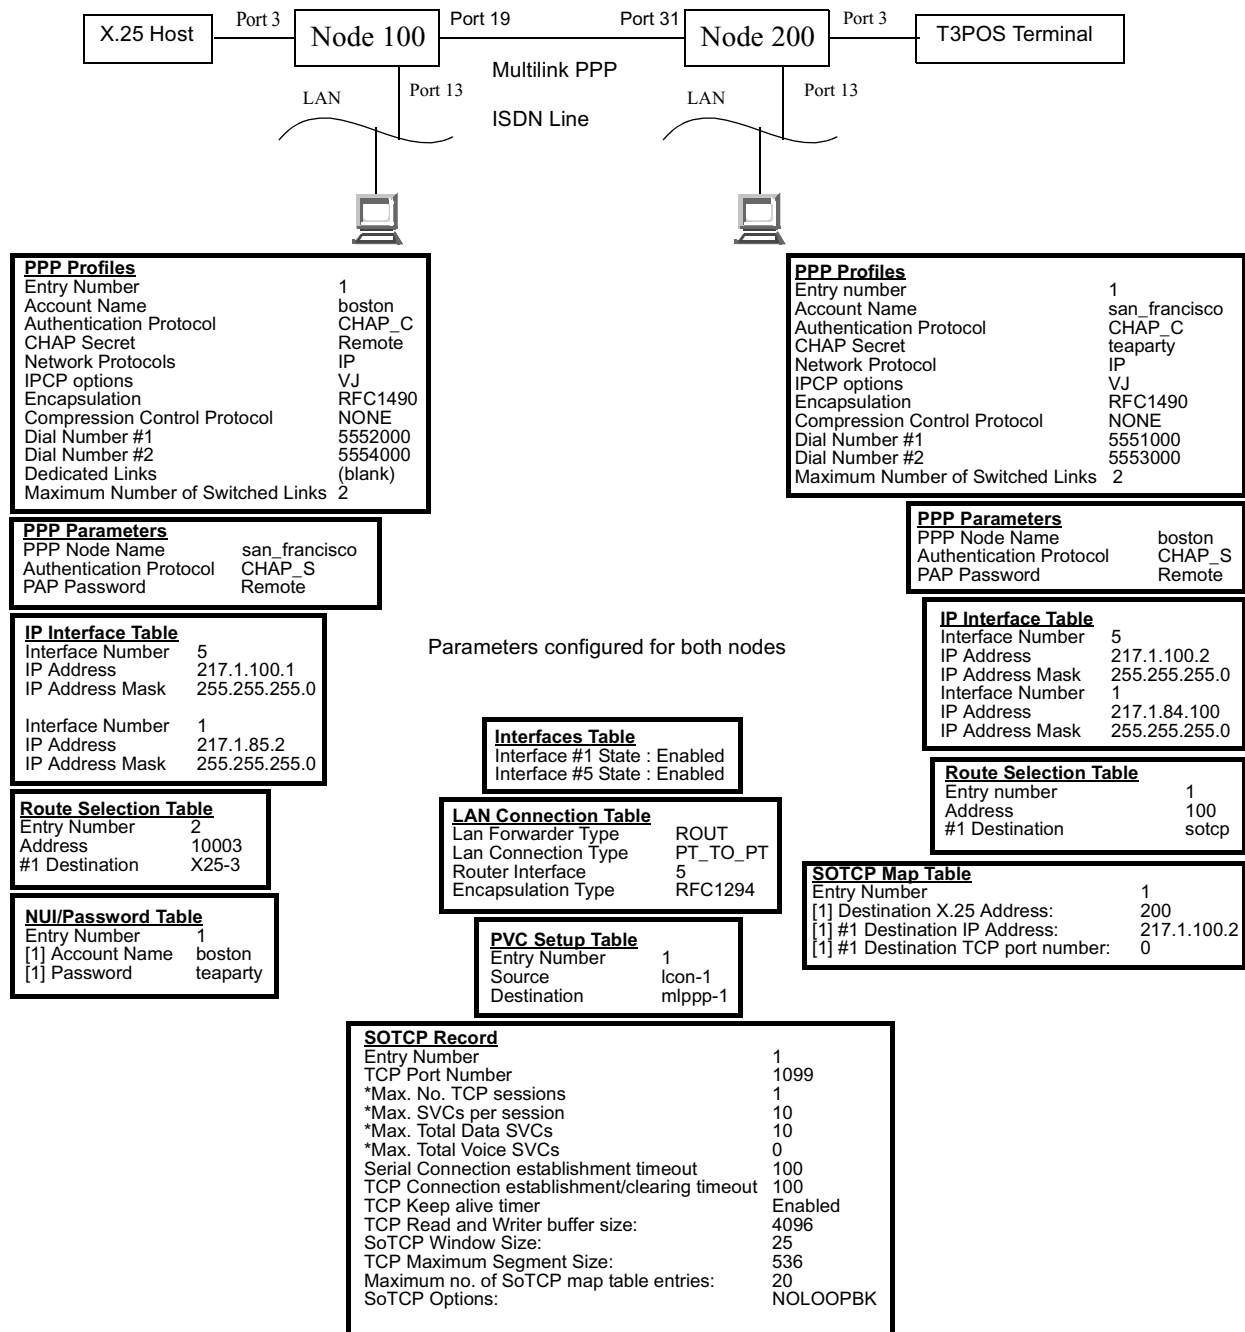 X.25 Host
Port 3
Node 100
Port 19
Port 31
Node 200
Port 3
T3POS Terminal
Multilink PPP
ISDN Line
LAN
Port 13
LAN
Port 13
PPP Profiles
Entry Number 1
Account Name boston
Authentication Protocol CHAP_C
CHAP Secret Remote
Network Protocols IP
IPCP options VJ
Encapsulation RFC1490
Compression Control Protocol NONE
Dial Number #1 5552000
Dial Number #2 5554000
Dedicated Links (blank)
Maximum Number of Switched Links 2
PPP Profiles
Entry number 1
Account Name san_francisco
Authentication Protocol CHAP_C
CHAP Secret teaparty
Network Protocol IP
IPCP options VJ
Encapsulation RFC1490
Compression Control Protocol NONE
Dial Number #1 5551000
Dial Number #2 5553000
Maximum Number of Switched Links 2
PPP Parameters
PPP Node Name san_francisco
Authentication Protocol CHAP_S
PAP Password Remote
PPP Parameters
PPP Node Name boston
Authentication Protocol CHAP_S
PAP Password Remote
IP Interface Table
Interface Number 5
IP Address 217.1.100.1
IP Address Mask 255.255.255.0
Interface Number 1
IP Address 217.1.85.2
IP Address Mask 255.255.255.0
Parameters configured for both nodes
IP Interface Table
Interface Number 5
IP Address 217.1.100.2
IP Address Mask 255.255.255.0
Interface Number 1
IP Address 217.1.84.100
IP Address Mask 255.255.255.0
Interfaces Table
Interface #1 State : Enabled
Interface #5 State : Enabled
Route Selection Table
Entry Number 2
Address 10003
#1 Destination X25-3
LAN Connection Table
Lan Forwarder Type ROUT
Lan Connection Type PT_TO_PT
Router Interface 5
Encapsulation Type RFC1294
Route Selection Table
Entry number 1
Address 100
#1 Destination sotcp
SOTCP Map Table
Entry Number 1
[1] Destination X.25 Address: 200
[1] #1 Destination IP Address: 217.1.100.2
[1] #1 Destination TCP port number: 0
NUI/Password Table
Entry Number 1
[1] Account Name boston
[1] Password teaparty
PVC Setup Table
Entry Number 1
Source lcon-1
Destination mlppp-1
SOTCP Record
Entry Number 1
TCP Port Number 1099
*Max. No. TCP sessions 1
*Max. SVCs per session 10
*Max. Total Data SVCs 10
*Max. Total Voice SVCs 0
Serial Connection establishment timeout 100
TCP Connection establishment/clearing timeout 100
TCP Keep alive timer Enabled
TCP Read and Writer buffer size: 4096
SoTCP Window Size: 25
TCP Maximum Segment Size: 536
Maximum no. of SoTCP map table entries: 20
SoTCP Options: NOLOOPBK